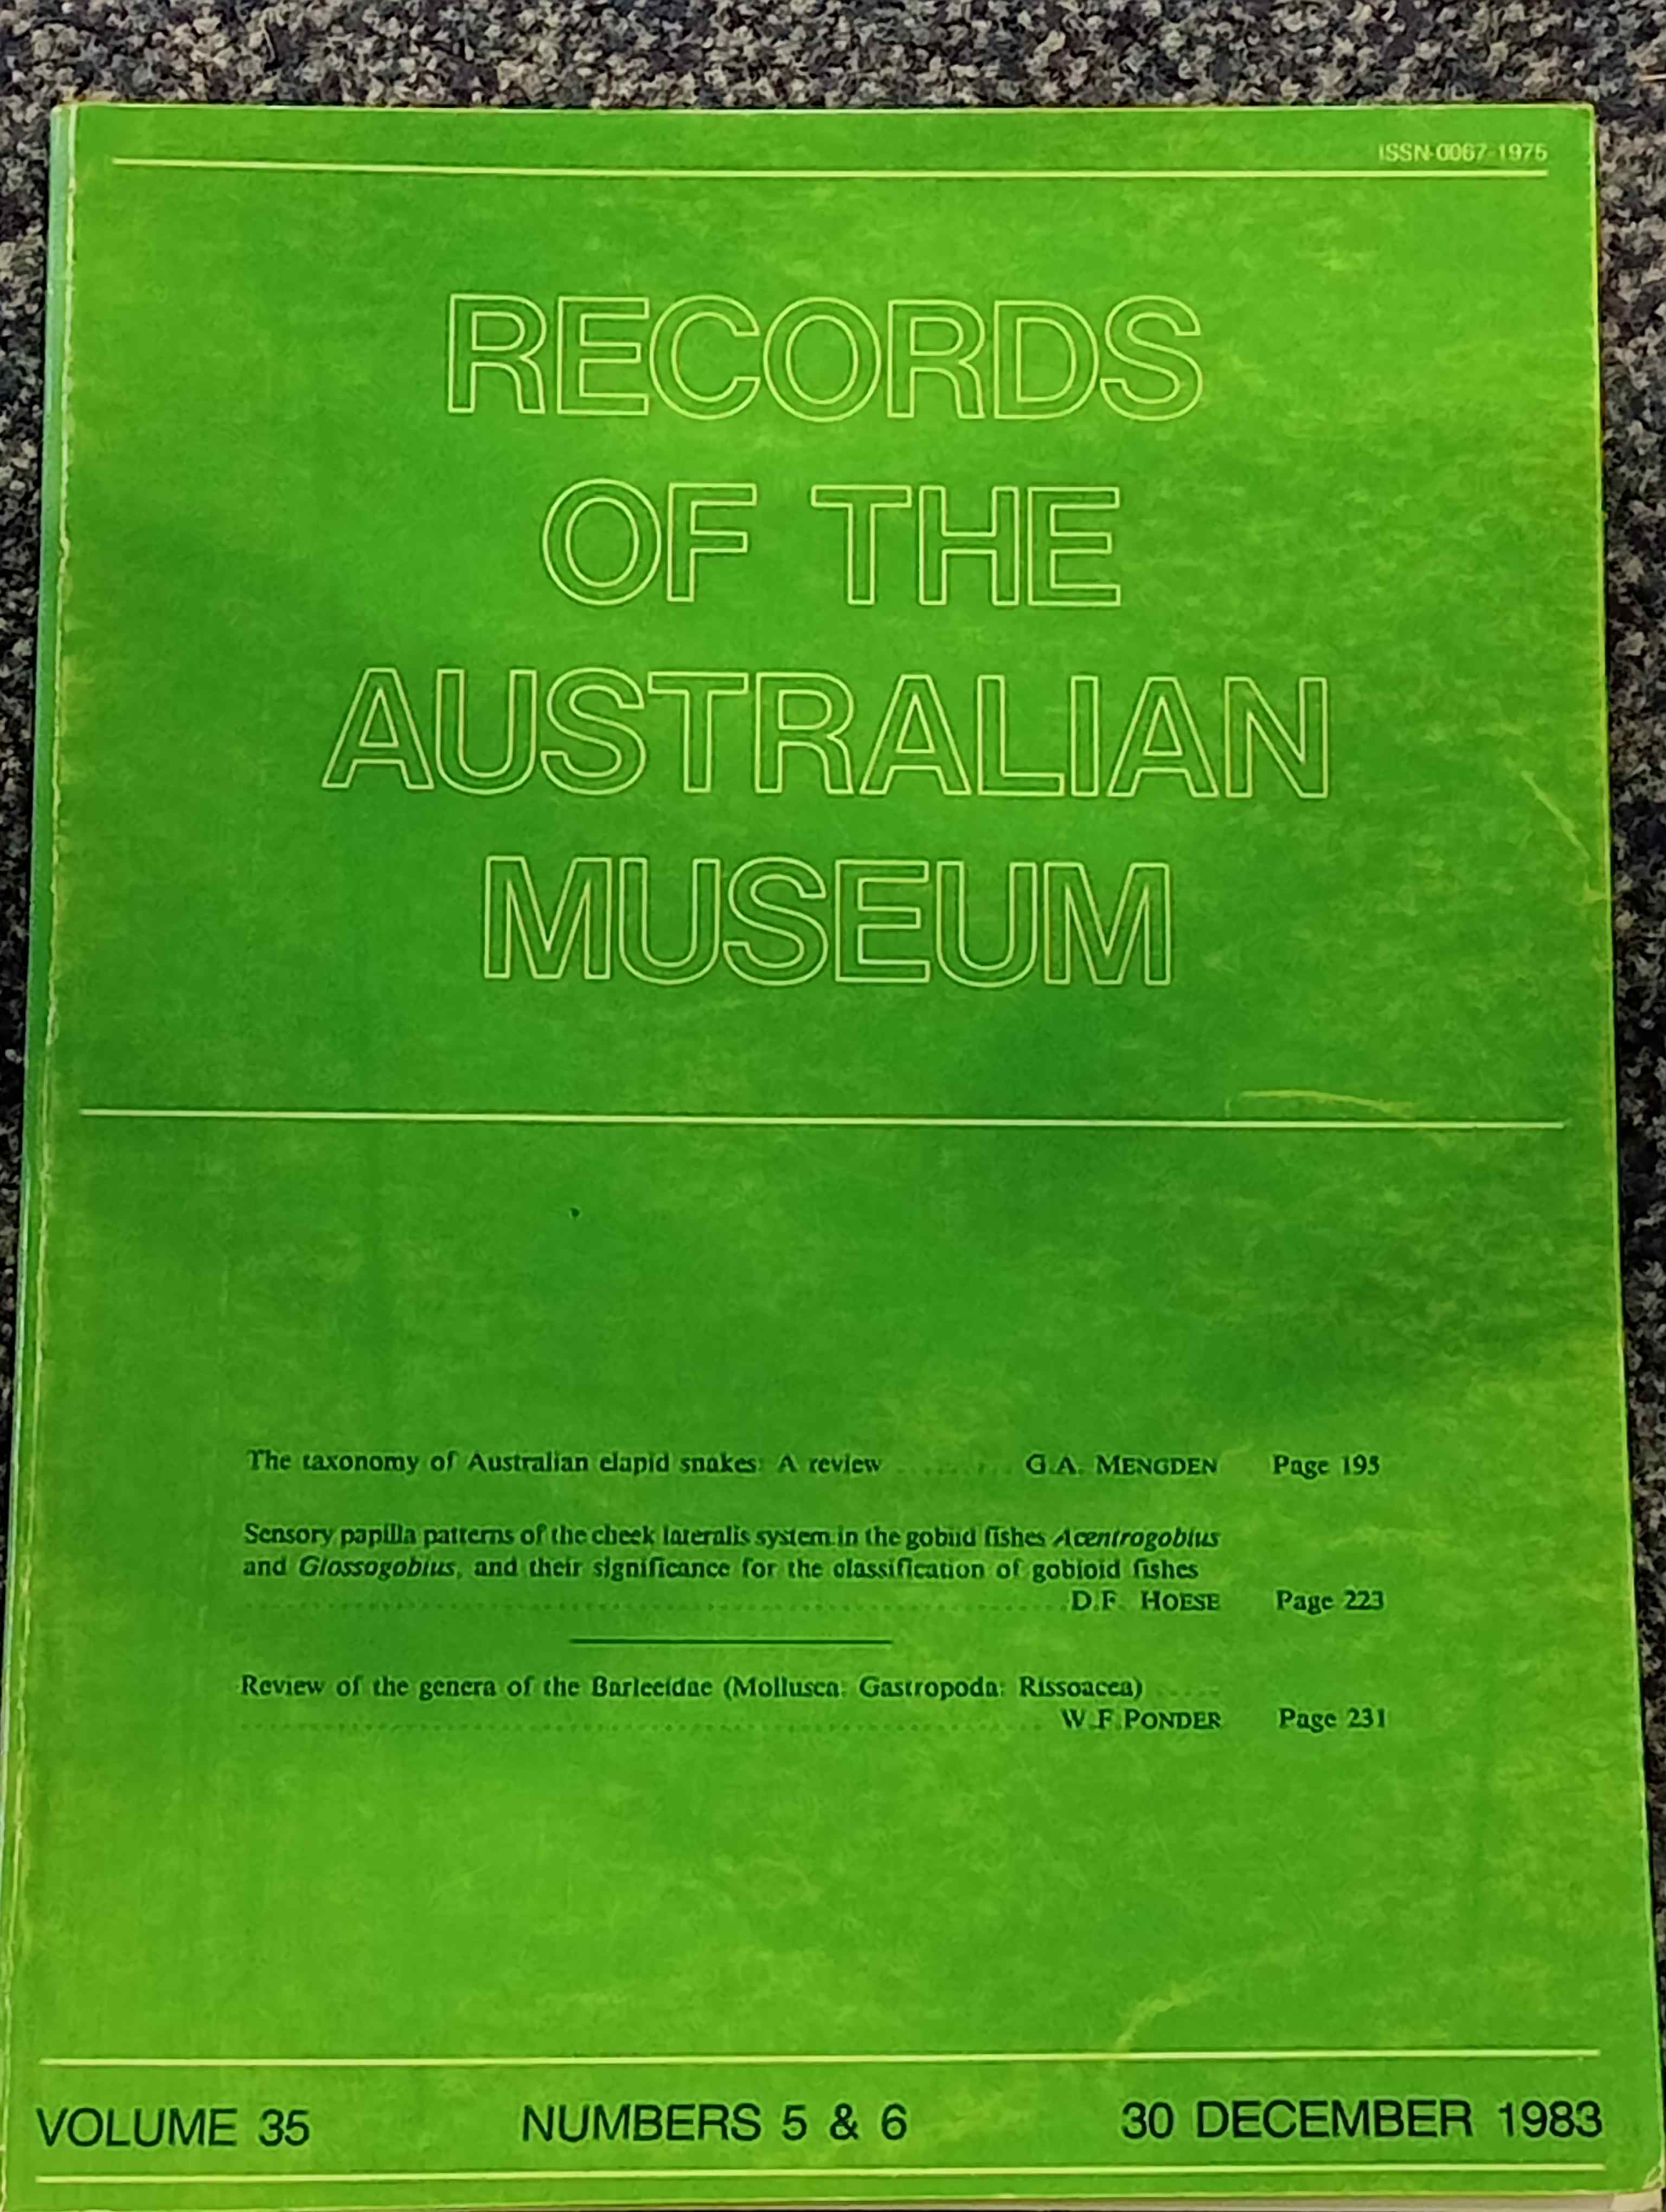 ISSN-0067-1975
RECORDS
OF THE
AUSTRALIAN
MUSEUM
The taxonomy of Australian elapid snakes: A review .......... G.A. MENGDEN Page 195
Sensory papilla patterns of the cheek lateralis system in the gobiid fishes Acentrogobius
and Glossogobius, and their significance for the classification of gobioid fishes
.......... D.F. HOESE Page 223
Review of the genera of the Barleeidae (Mollusca: Gastropoda: Rissoacea) .....
.......... W.F. PONDER Page 231
VOLUME 35 NUMBERS 5 & 6 30 DECEMBER 1983